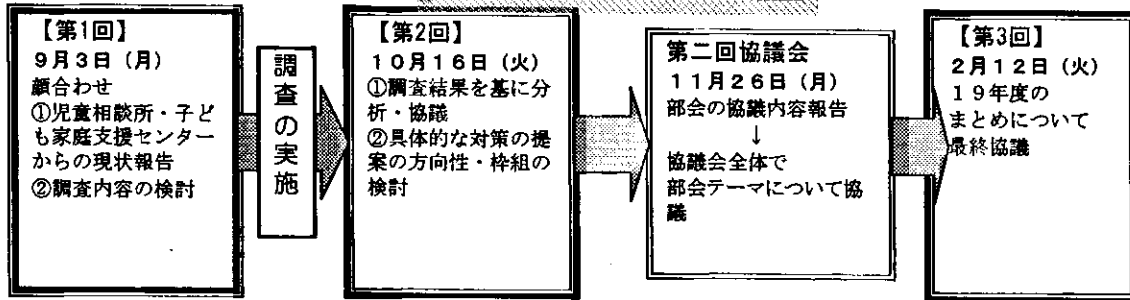 【第1回】
9月3日（月）
顔合わせ
①児童相談所・子ど
も家庭支援センター
からの現状報告
②調査内容の検討
調査の実施
【第2回】
10月16日（火）
①調査結果を基に分
析・協議
②具体的な対策の提
案の方向性・枠組の
検討
第二回協議会
11月26日（月）
部会の協議内容報告
↓
協議会全体で
部会テーマについて協
議
【第3回】
2月12日（火）
19年度の
まとめについて
最終協議